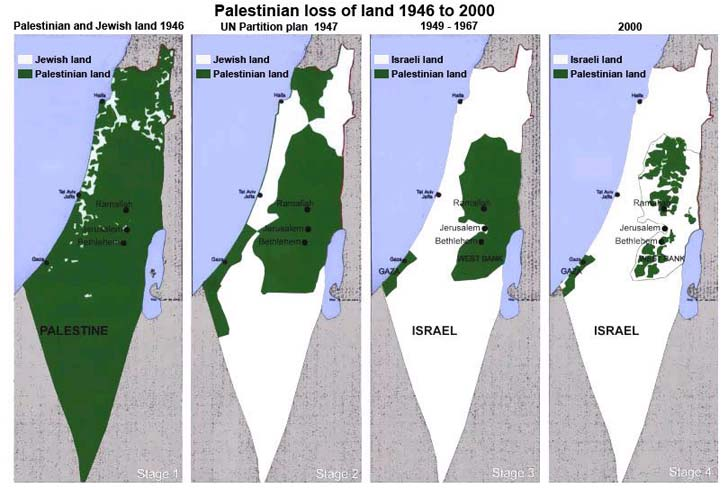 Palestinian loss of land 1946 to 2000
Palestinian and Jewish land 1946
Jewish land
Palestinian land
Haifa
Tel Aviv
Jaffa
Ramallah
Jerusalem
Bethlehem
Gaza
PALESTINE
Stage 1
UN Partition plan 1947
Jewish land
Palestinian land
Haifa
Tel Aviv
Jaffa
Ramallah
Jerusalem
Bethlehem
Gaza
Stage 2
1949 - 1967
Israeli land
Palestinian land
Haifa
Tel Aviv
Jaffa
Ramallah
Jerusalem
Bethlehem
WEST BANK
Gaza
GAZA
ISRAEL
Stage 3
2000
Israeli land
Palestinian land
Haifa
Tel Aviv
Jaffa
Ramallah
Jerusalem
Bethlehem
WEST BANK
Gaza
GAZA
ISRAEL
Stage 4